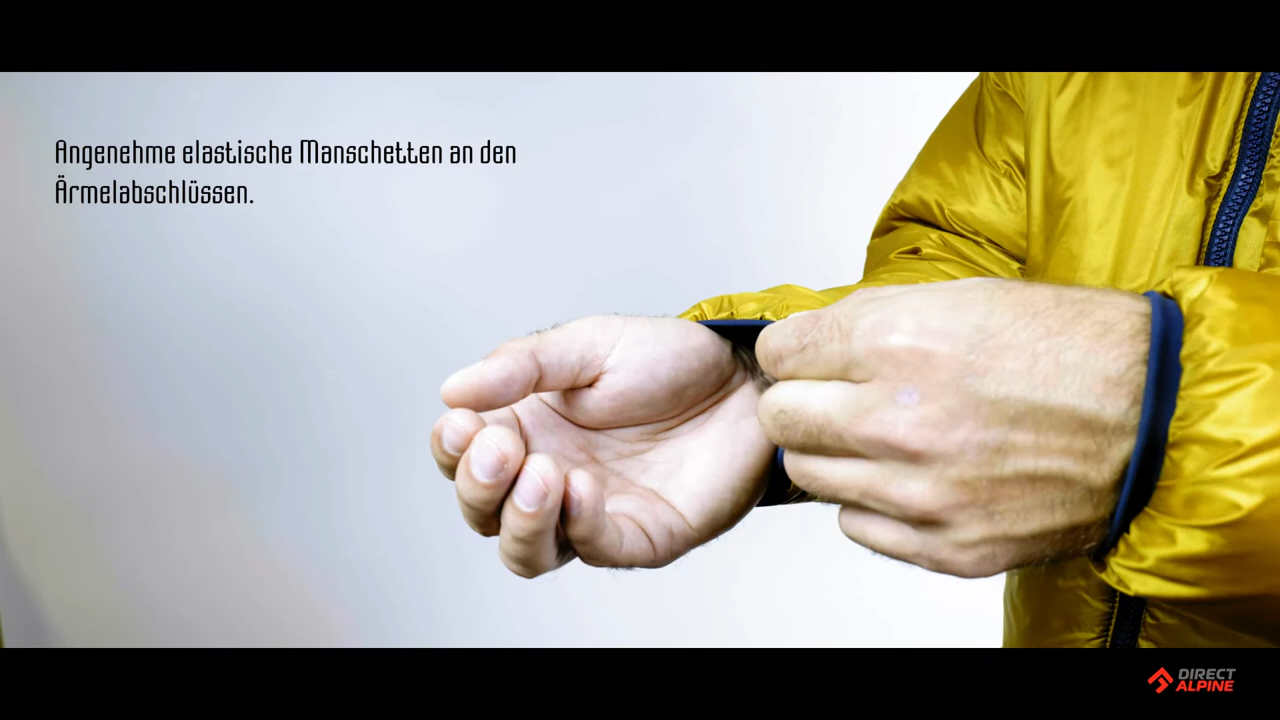 Angenehme elastische Manschetten an den
Ärmelabschlüssen.
DIRECT
ALPINE